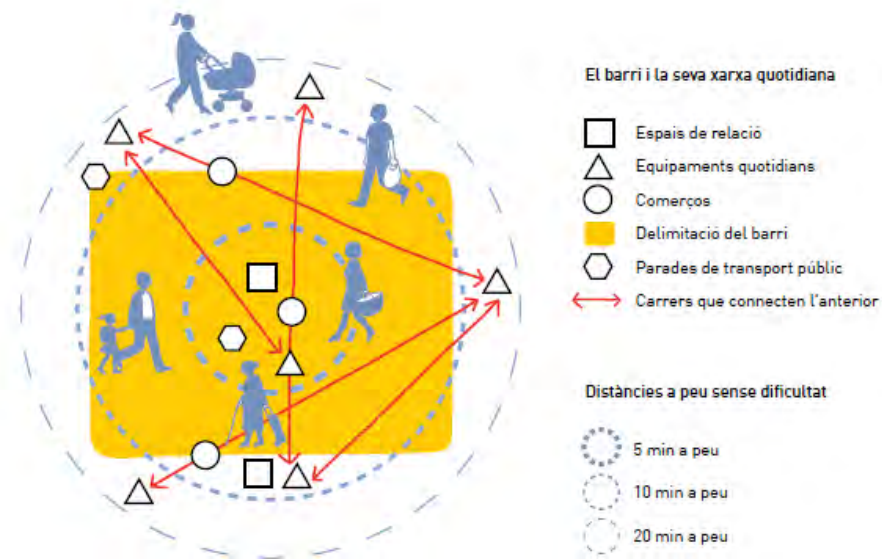 El barri i la seva xarxa quotidiana
Espais de relació
Equipaments quotidians
Comerços
Delimitació del barri
Parades de transport públic
Carrers que connecten l'anterior
Distàncies a peu sense dificultat
5 min a peu
10 min a peu
20 min a peu